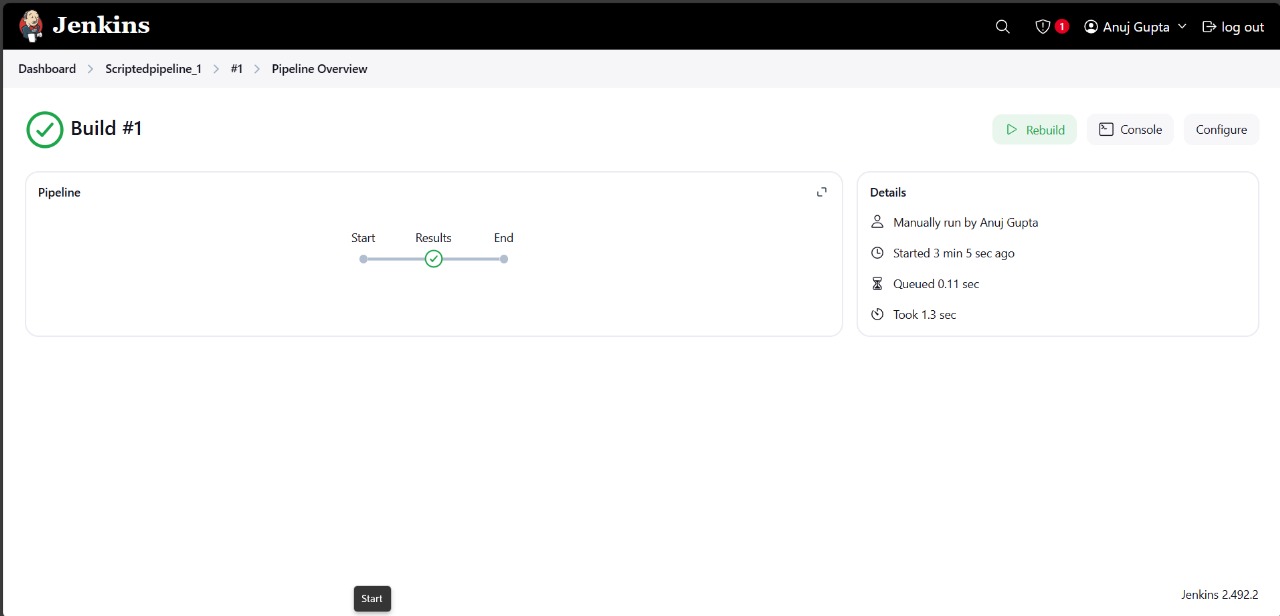 Jenkins
1
Anuj Gupta
log out
Dashboard
Scriptedpipeline_1
#1
Pipeline Overview
Build #1
Rebuild
Console
Configure
Pipeline
Start
Results
End
Details
Manually run by Anuj Gupta
Started 3 min 5 sec ago
Queued 0.11 sec
Took 1.3 sec
Start
Jenkins 2.492.2